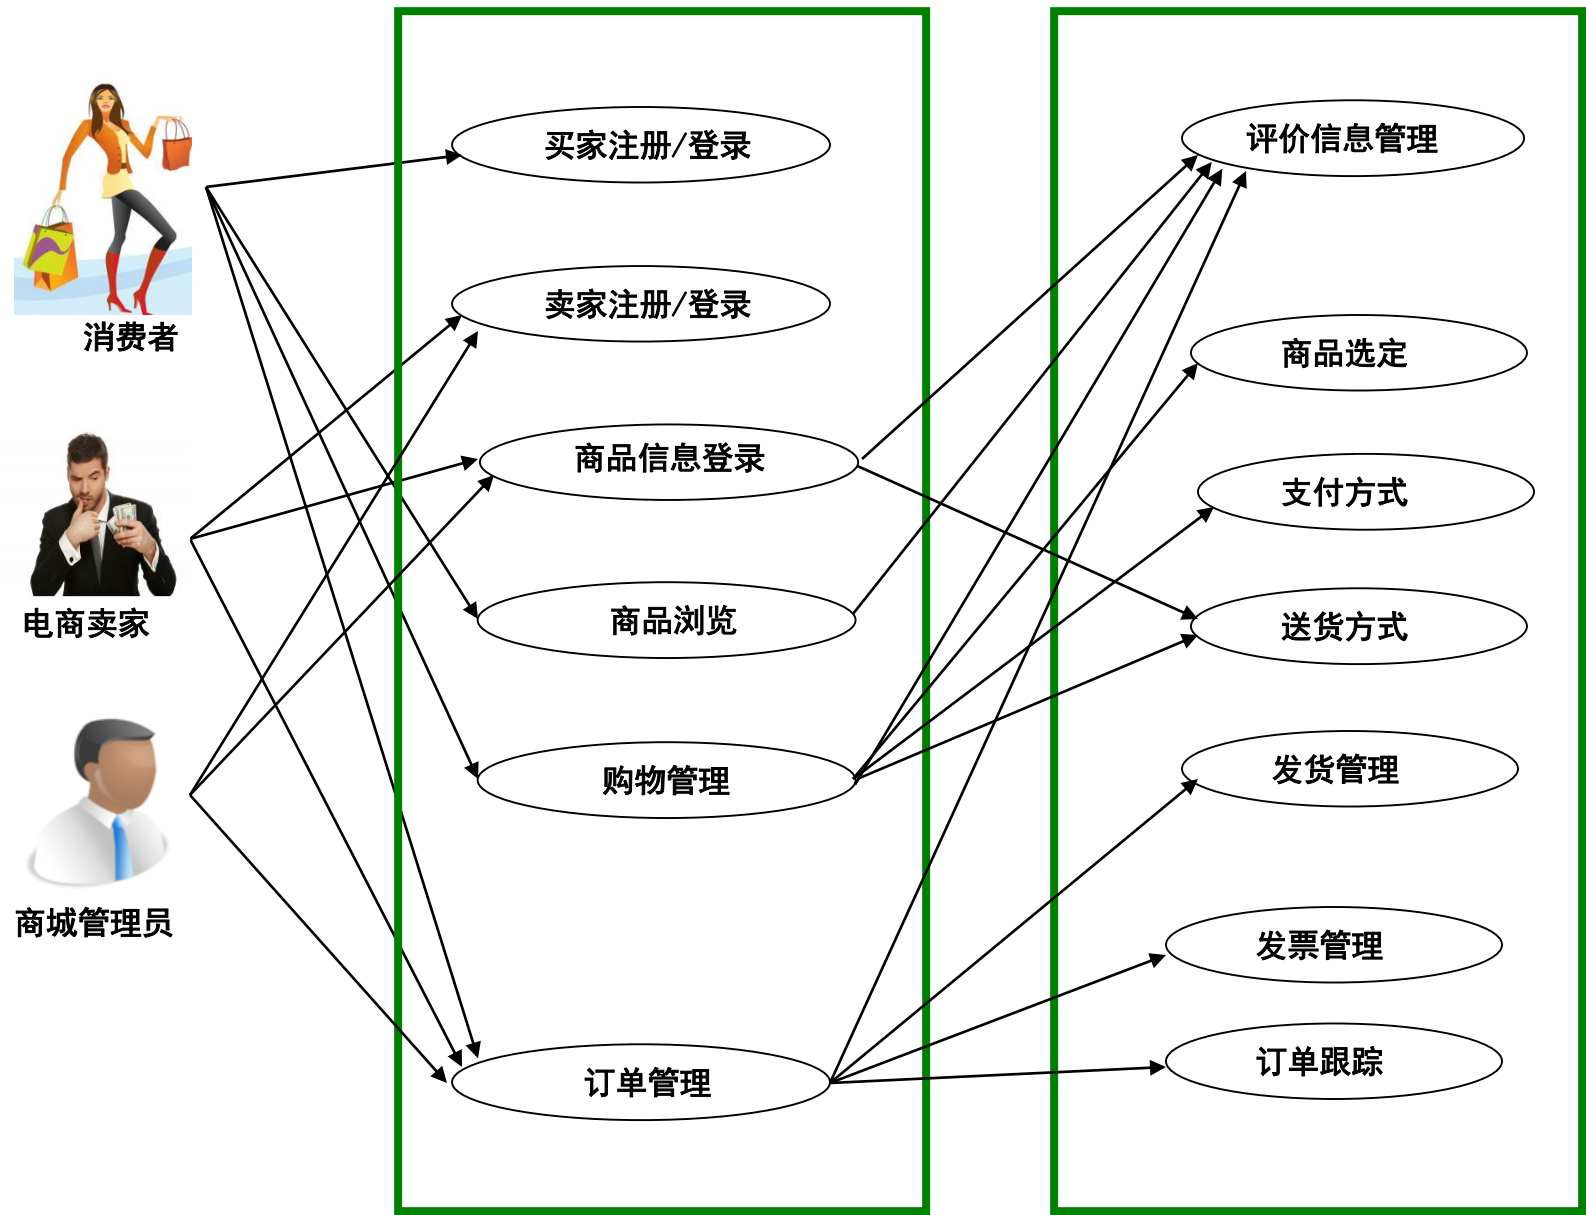 消费者
电商卖家
商城管理员
买家注册/登录
卖家注册/登录
商品信息登录
商品浏览
购物管理
订单管理
评价信息管理
商品选定
支付方式
送货方式
发货管理
发票管理
订单跟踪